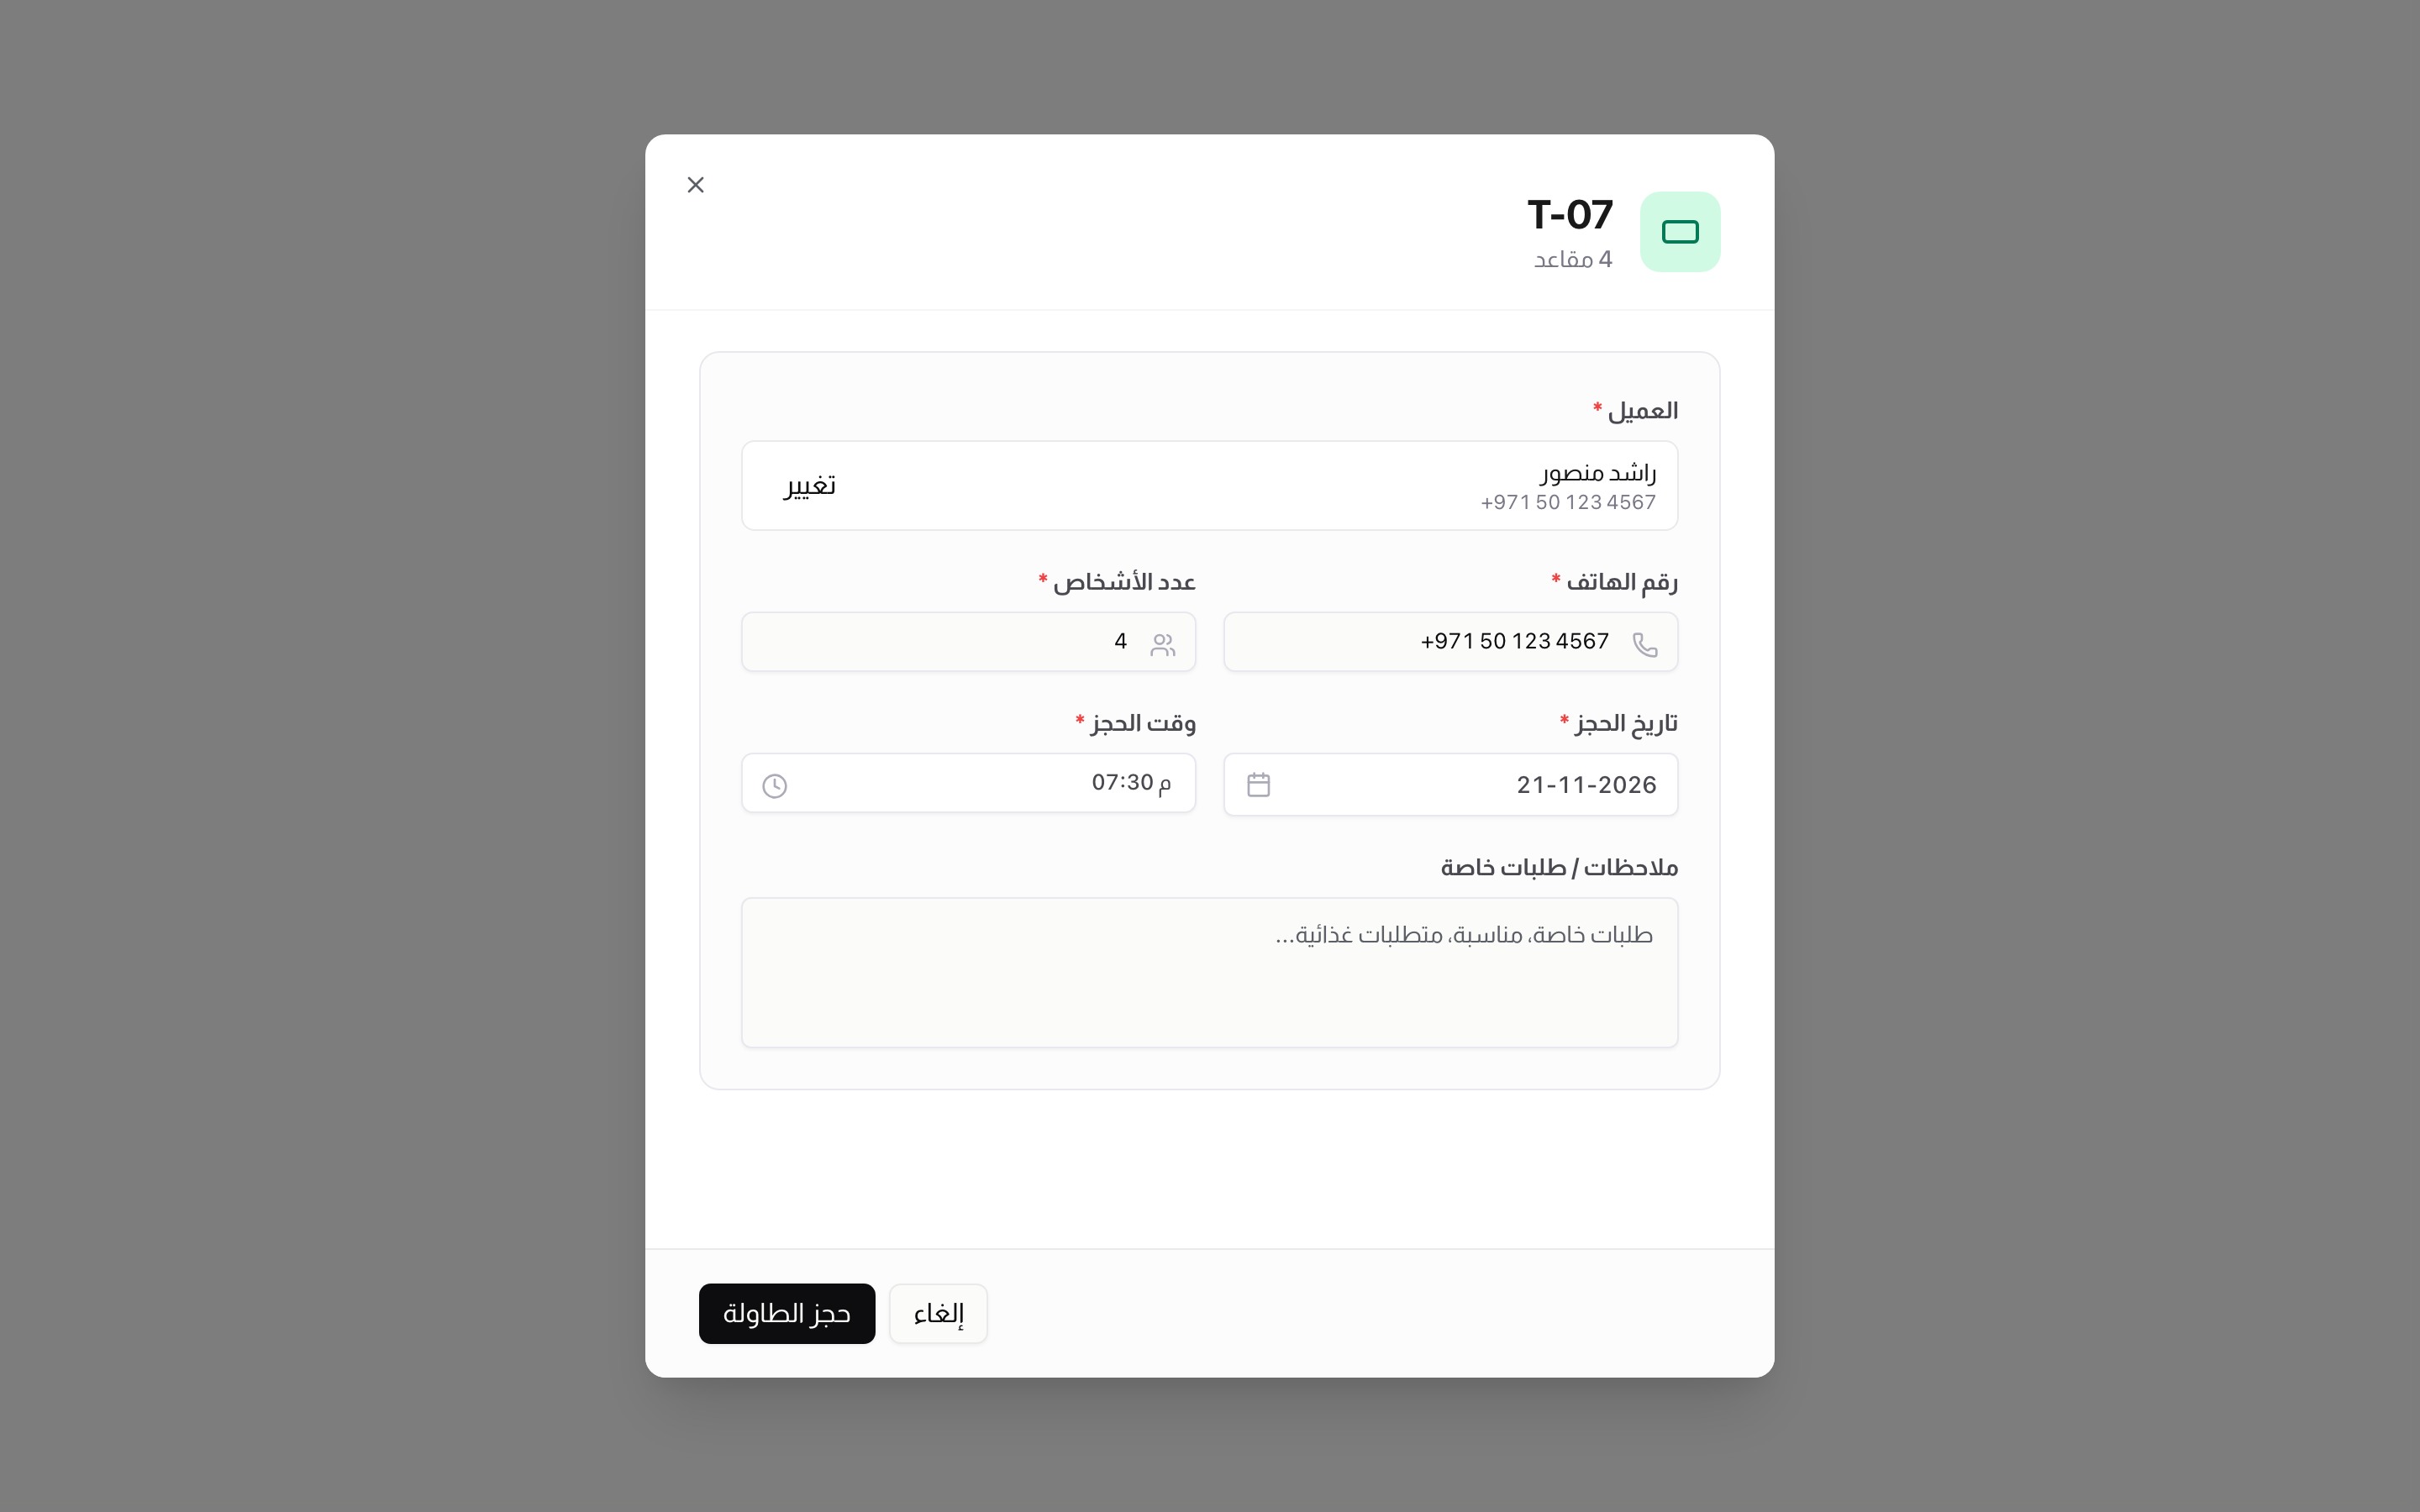 T-07
4 مقاعد
العميل *
راشد منصور
+971 50 123 4567
تغيير
رقم الهاتف *
+971 50 123 4567
عدد الأشخاص *
4
تاريخ الحجز *
21-11-2026
وقت الحجز *
07:30 م
ملاحظات / طلبات خاصة
طلبات خاصة، مناسبة، متطلبات غذائية...
إلغاء
حجز الطاولة